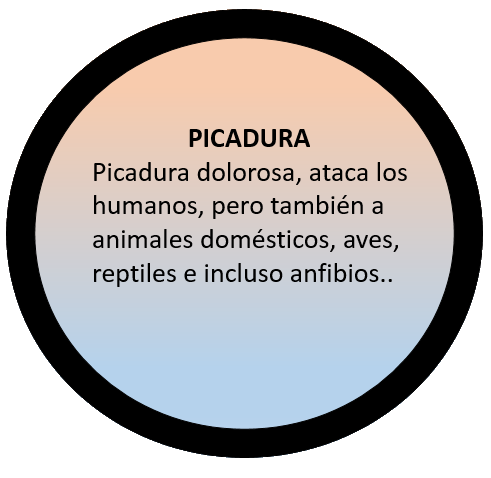 PICADURA
Picadura dolorosa, ataca los
humanos, pero también a
animales domésticos, aves,
reptiles e incluso anfibios..